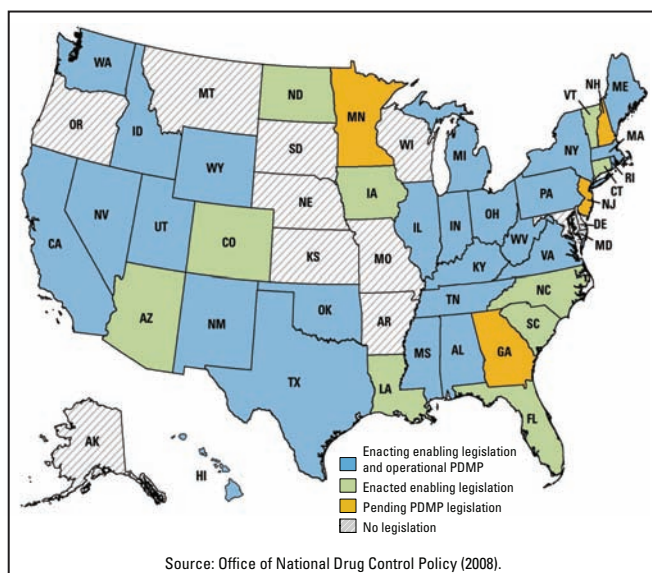 WA
MT
ND
MN
VT
NH
ME
OR
ID
SD
WI
MI
NY
MA
RI
CT
WY
NE
IA
PA
NJ
NV
UT
CO
KS
MO
IL
IN
OH
WV
VA
DE
MD
CA
KY
AZ
NM
OK
AR
TN
NC
SC
TX
LA
MS
AL
GA
FL
AK
HI
Enacting enabling legislation
and operational PDMP
Enacted enabling legislation
Pending PDMP legislation
No legislation
Source: Office of National Drug Control Policy (2008).